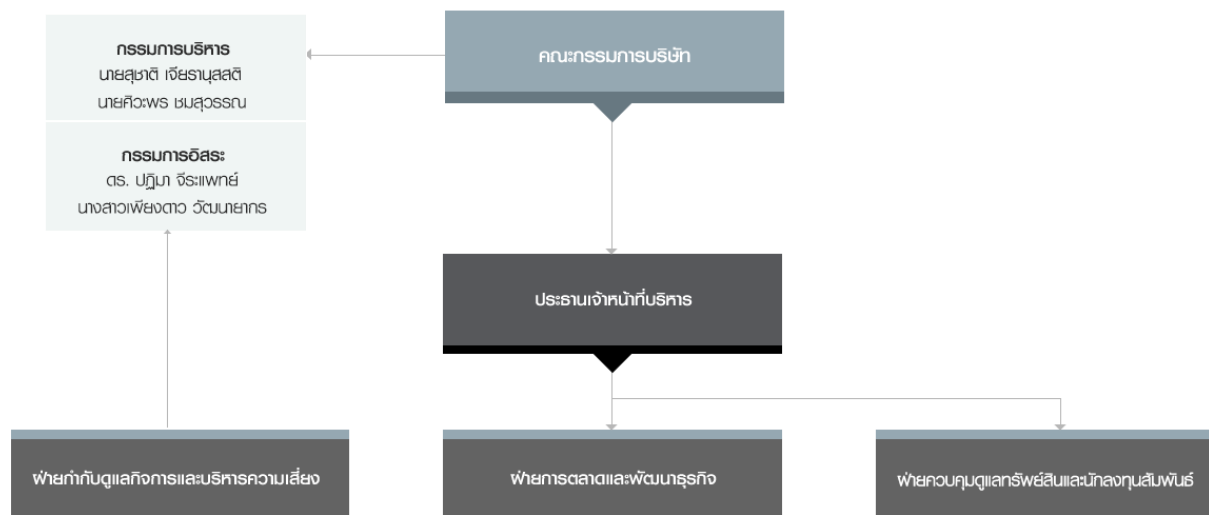 กรรมการบริหาร
นายสุชาติ เจียรานุสสติ
นายศิวะพร ชมสุวรรณ
คณะกรรมการบริษัท
กรรมการอิสระ
ดร. ปฏิมา จีระแพทย์
นางสาวเพียงดาว วัฒนายากร
ประธานเจ้าหน้าที่บริหาร
ฝ่ายกำกับดูแลกิจการและบริหารความเสี่ยง
ฝ่ายการตลาดและพัฒนาธุรกิจ
ฝ่ายควบคุมดูแลทรัพย์สินและนักลงทุนสัมพันธ์